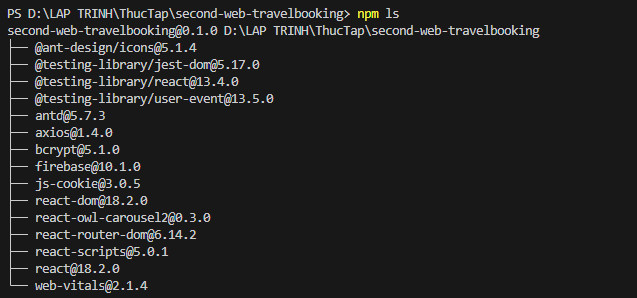 PS D:\LAP TRINH\ThucTap\second-web-travelbooking> npm ls
second-web-travelbooking@0.1.0 D:\LAP TRINH\ThucTap\second-web-travelbooking
├── @ant-design/icons@5.1.4
├── @testing-library/jest-dom@5.17.0
├── @testing-library/react@13.4.0
├── @testing-library/user-event@13.5.0
├── antd@5.7.3
├── axios@1.4.0
├── bcrypt@5.1.0
├── firebase@10.1.0
├── js-cookie@3.0.5
├── react-dom@18.2.0
├── react-owl-carousel2@0.3.0
├── react-router-dom@6.14.2
├── react-scripts@5.0.1
├── react@18.2.0
└── web-vitals@2.1.4